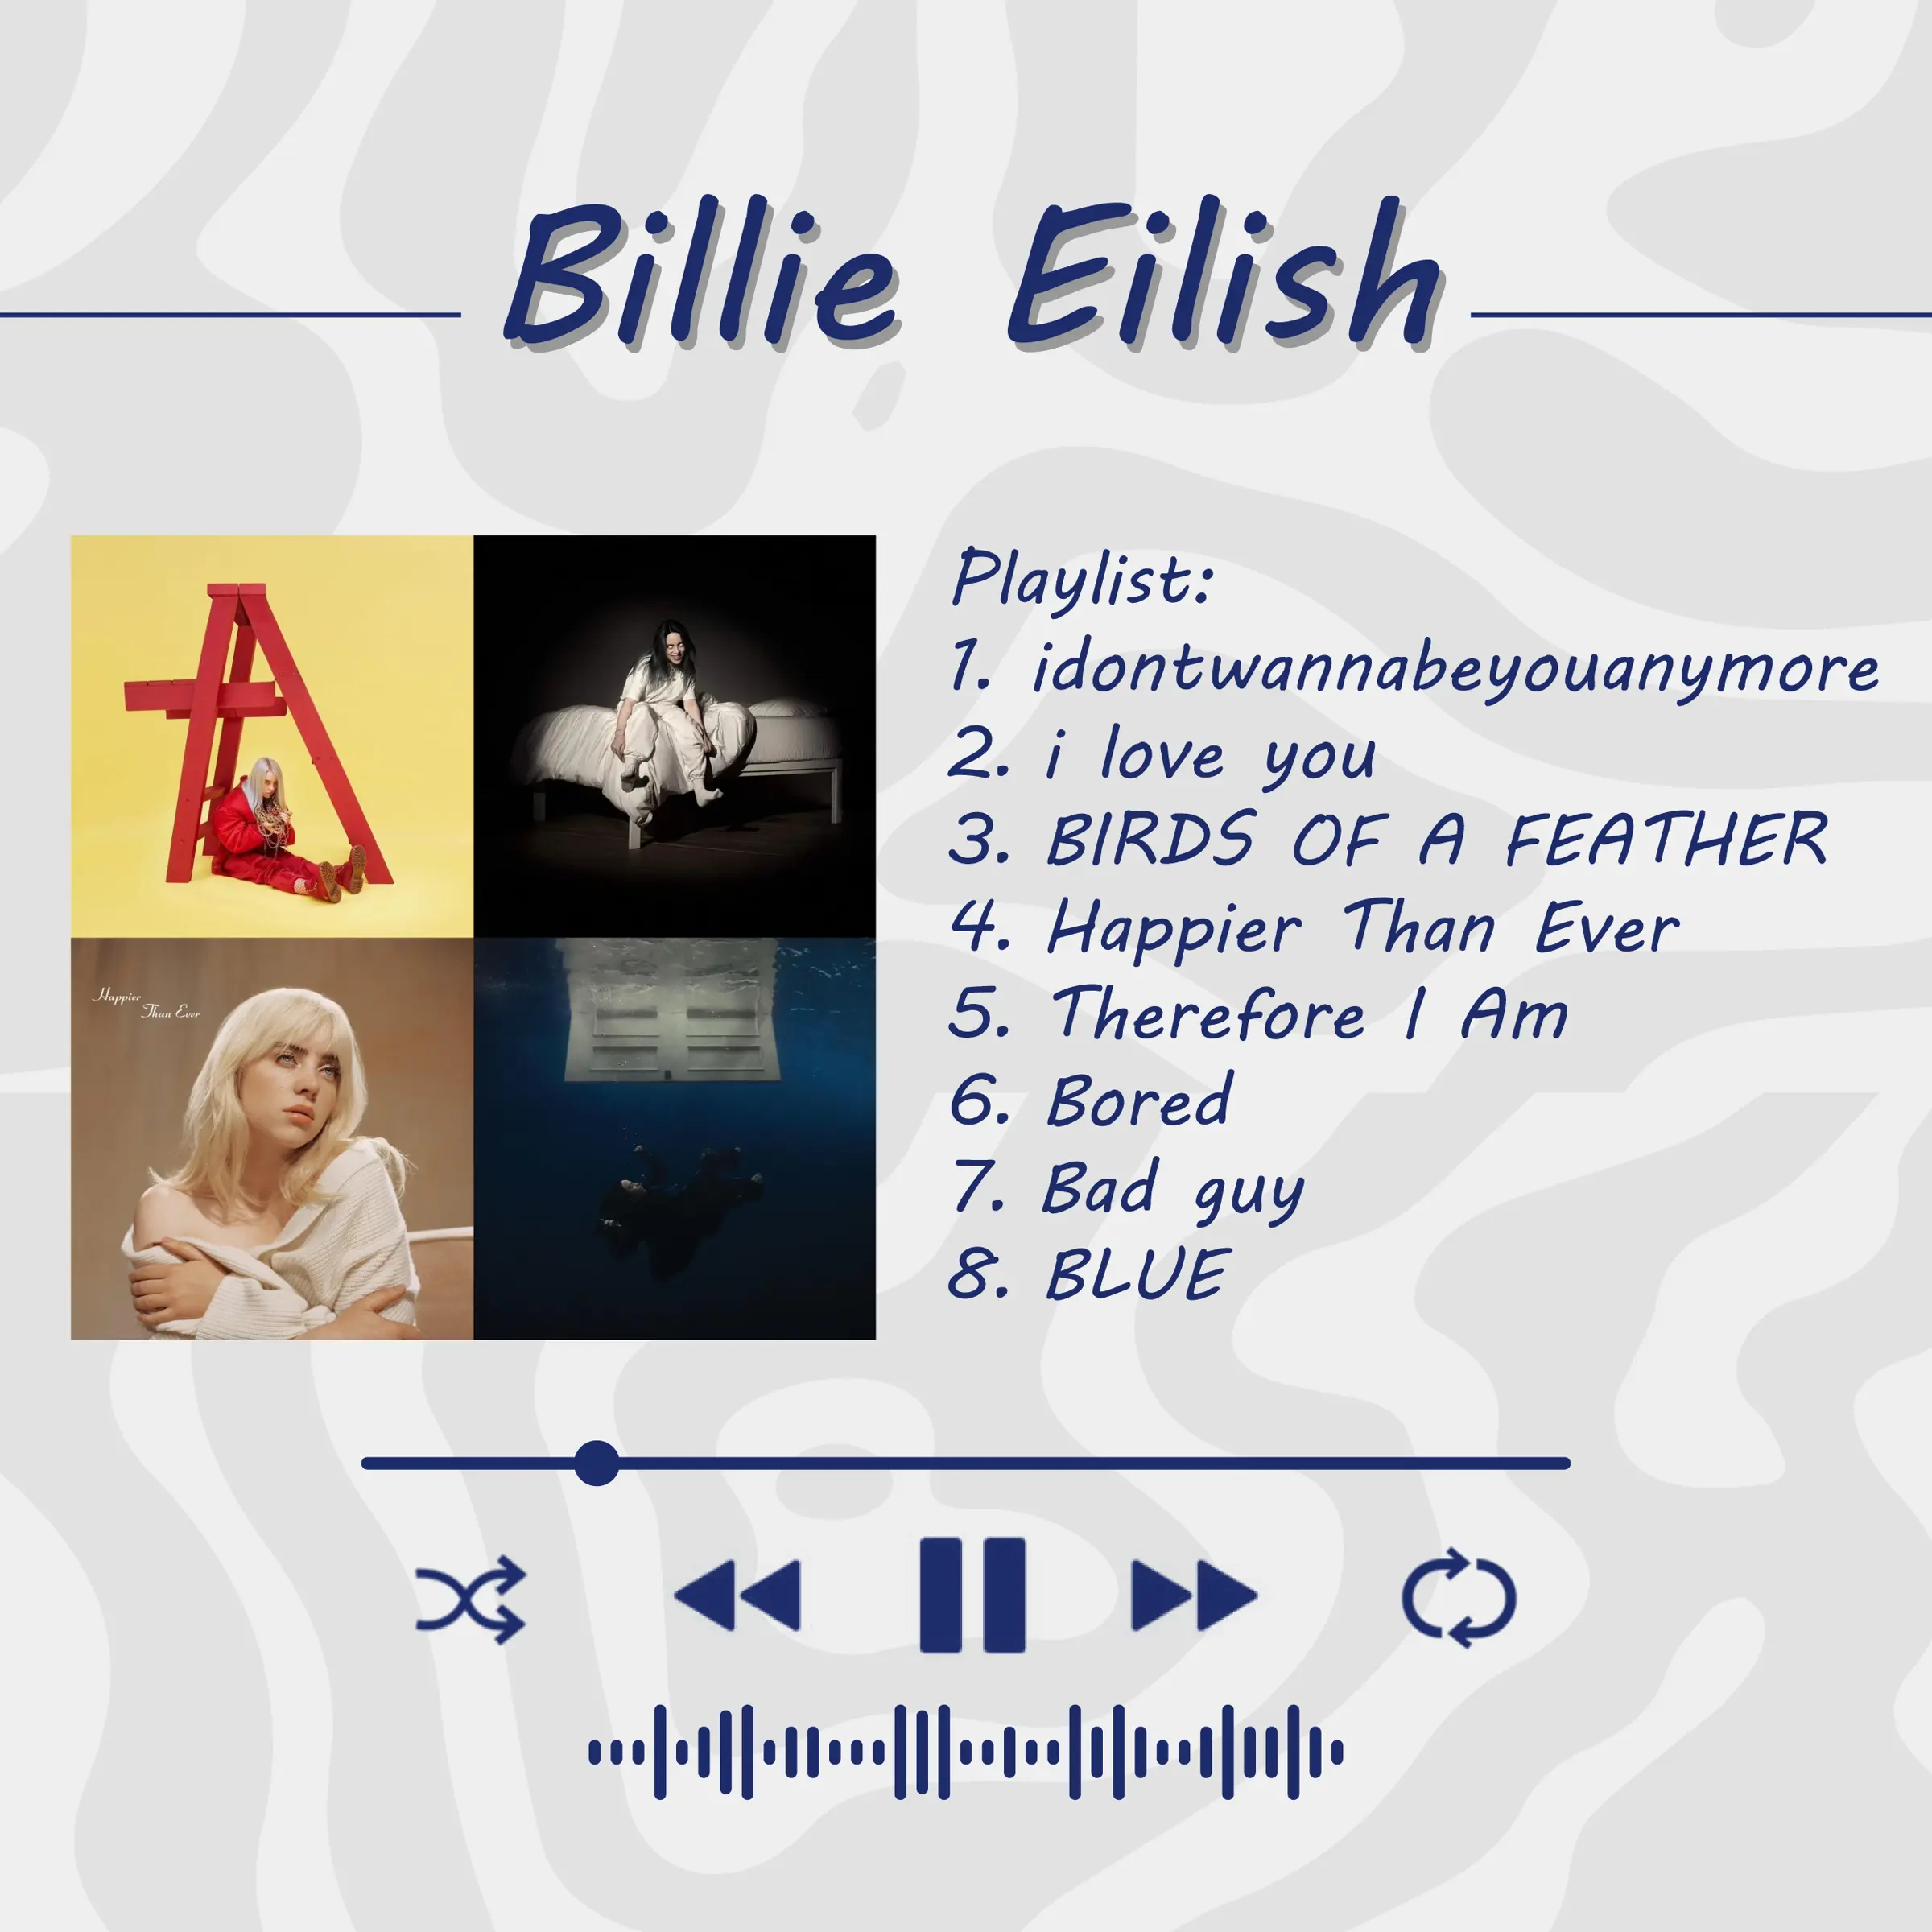 Billie Eilish
Happier
Than Ever
Playlist:
1. idontwannabeyouanymore
2. i love you
3. BIRDS OF A FEATHER
4. Happier Than Ever
5. Therefore I Am
6. Bored
7. Bad guy
8. BLUE